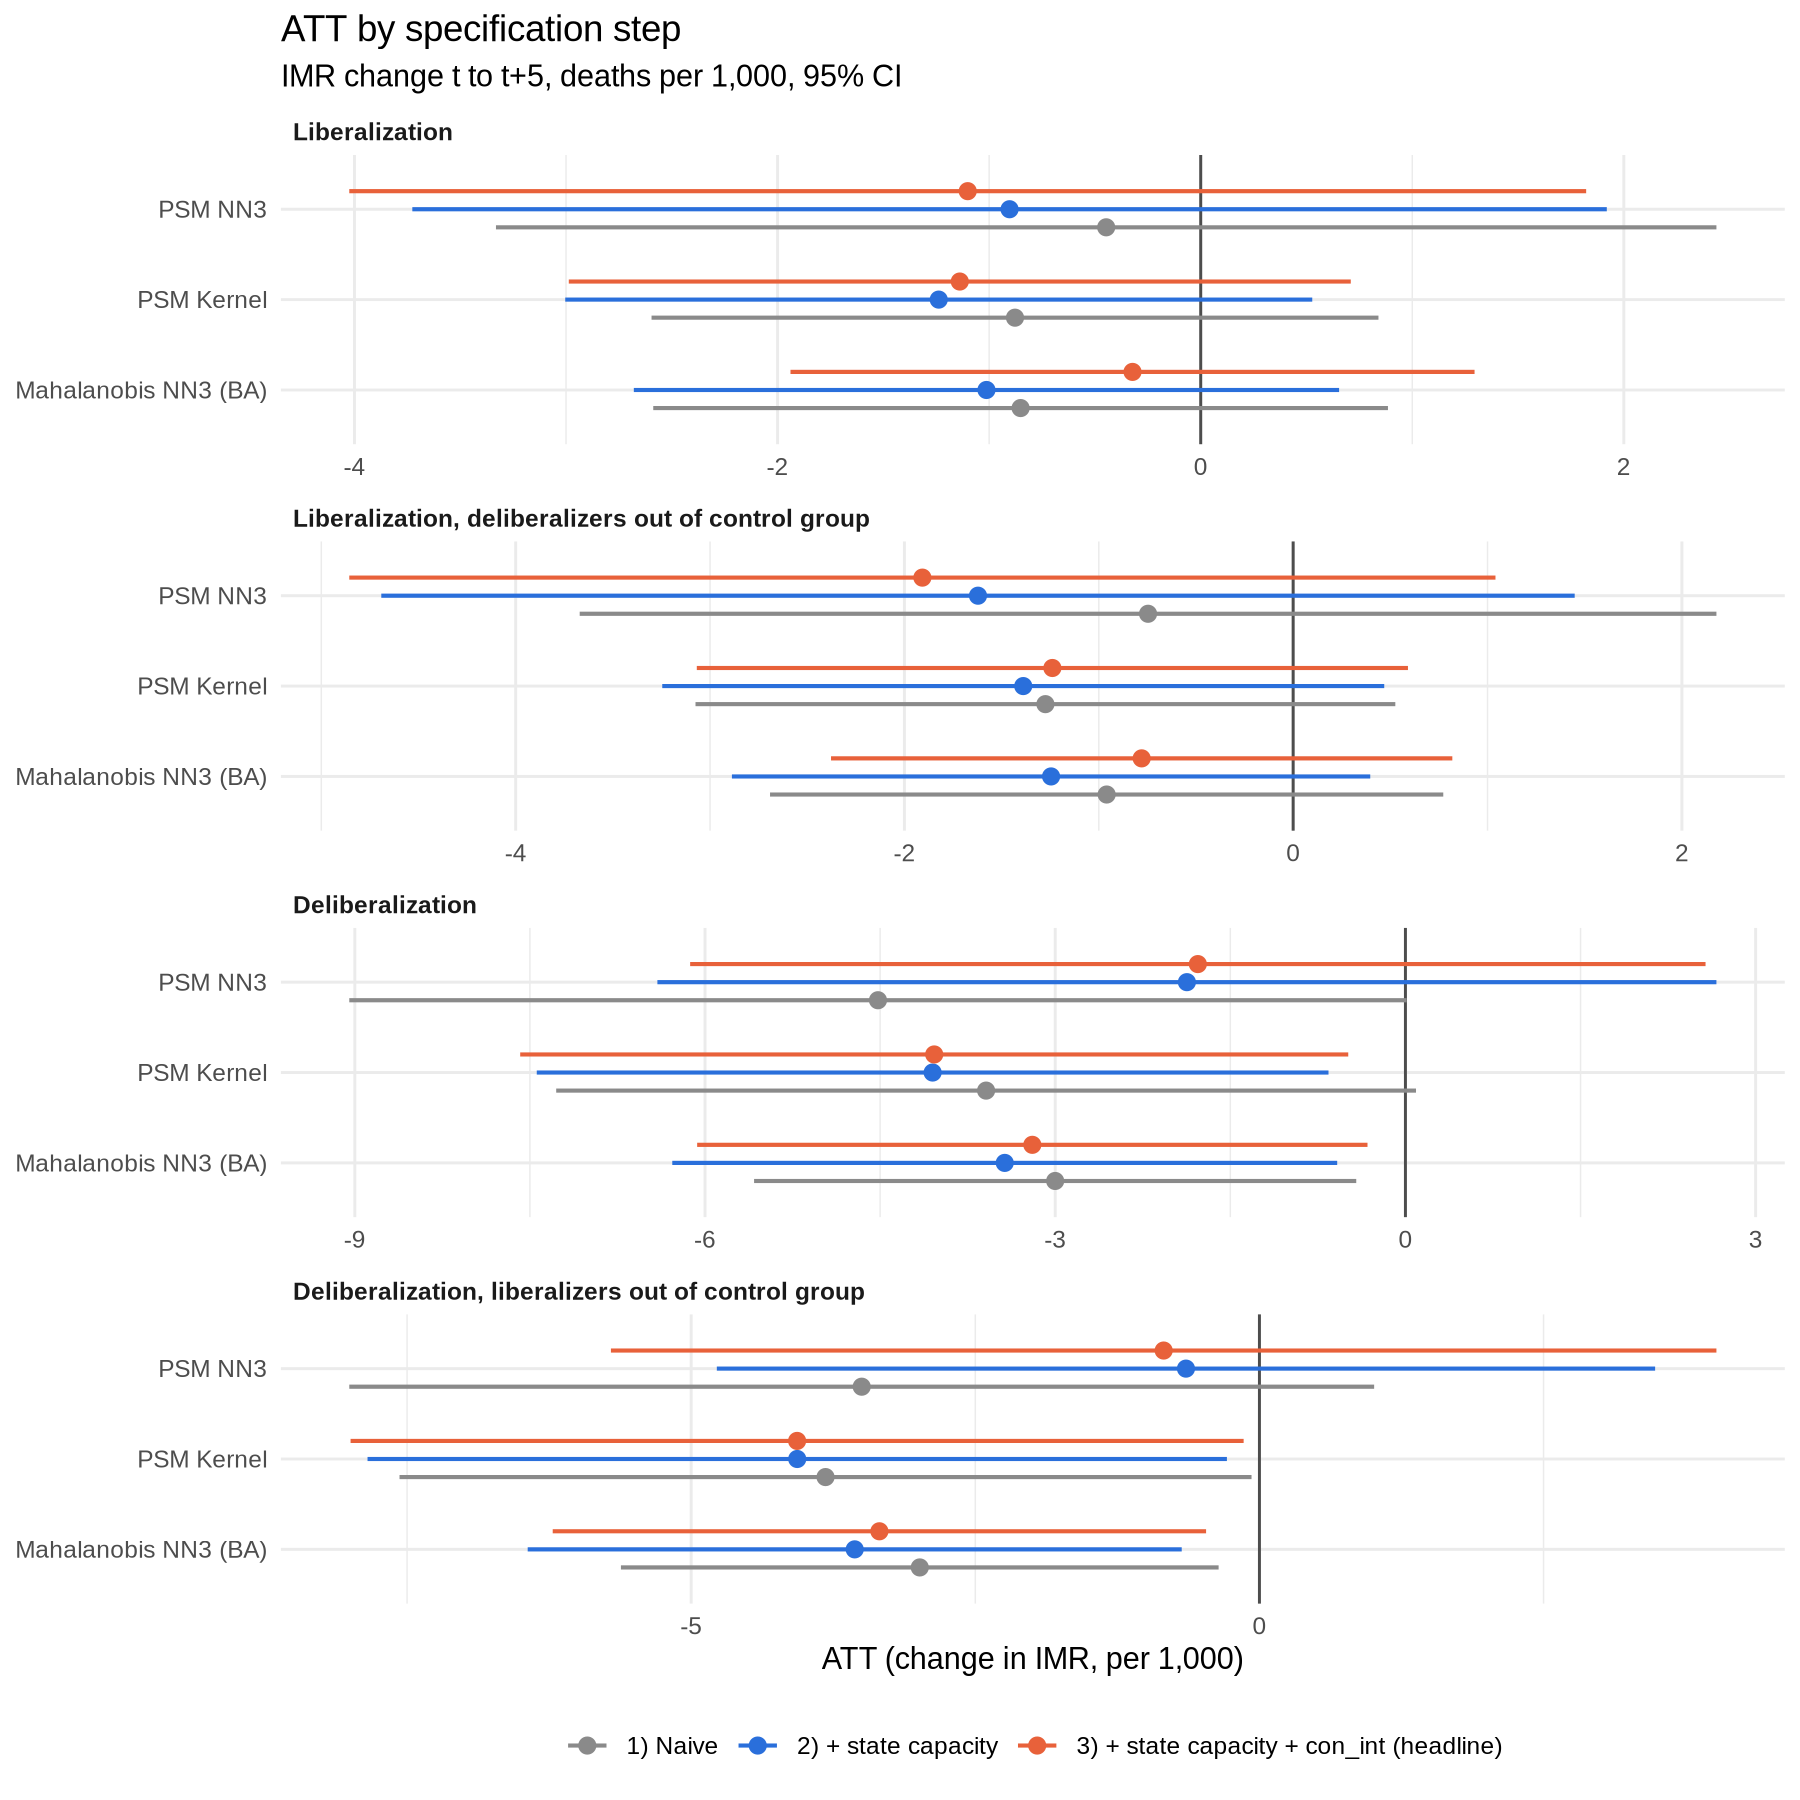 ATT by specification step
IMR change t to t+5, deaths per 1,000, 95% CI
Liberalization
PSM NN3
PSM Kernel
Mahalanobis NN3 (BA)
-4 -2 0 2
Liberalization, deliberalizers out of control group
PSM NN3
PSM Kernel
Mahalanobis NN3 (BA)
-4 -2 0 2
Deliberalization
PSM NN3
PSM Kernel
Mahalanobis NN3 (BA)
-9 -6 -3 0 3
Deliberalization, liberalizers out of control group
PSM NN3
PSM Kernel
Mahalanobis NN3 (BA)
-5 0
ATT (change in IMR, per 1,000)
1) Naive 2) + state capacity 3) + state capacity + con_int (headline)